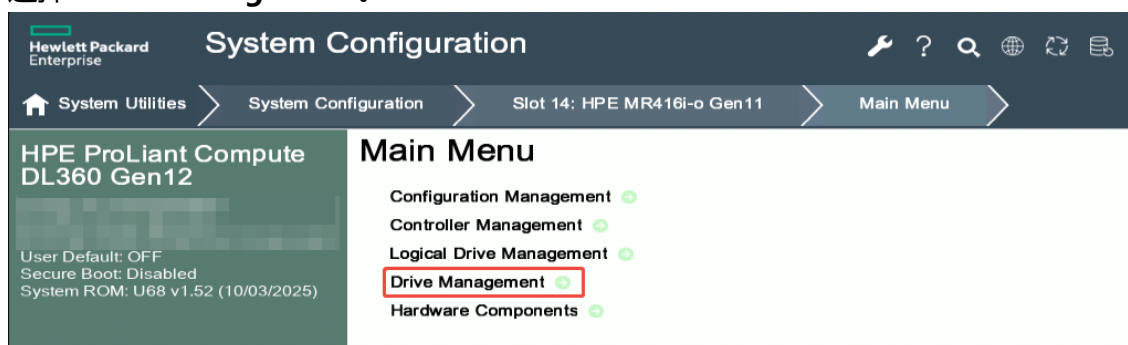 Hewlett Packard
Enterprise
System Configuration
System Utilities
System Configuration
Slot 14: HPE MR416i-o Gen11
Main Menu
HPE ProLiant Compute
DL360 Gen12
User Default: OFF
Secure Boot: Disabled
System ROM: U68 v1.52 (10/03/2025)
Main Menu
Configuration Management
Controller Management
Logical Drive Management
Drive Management
Hardware Components